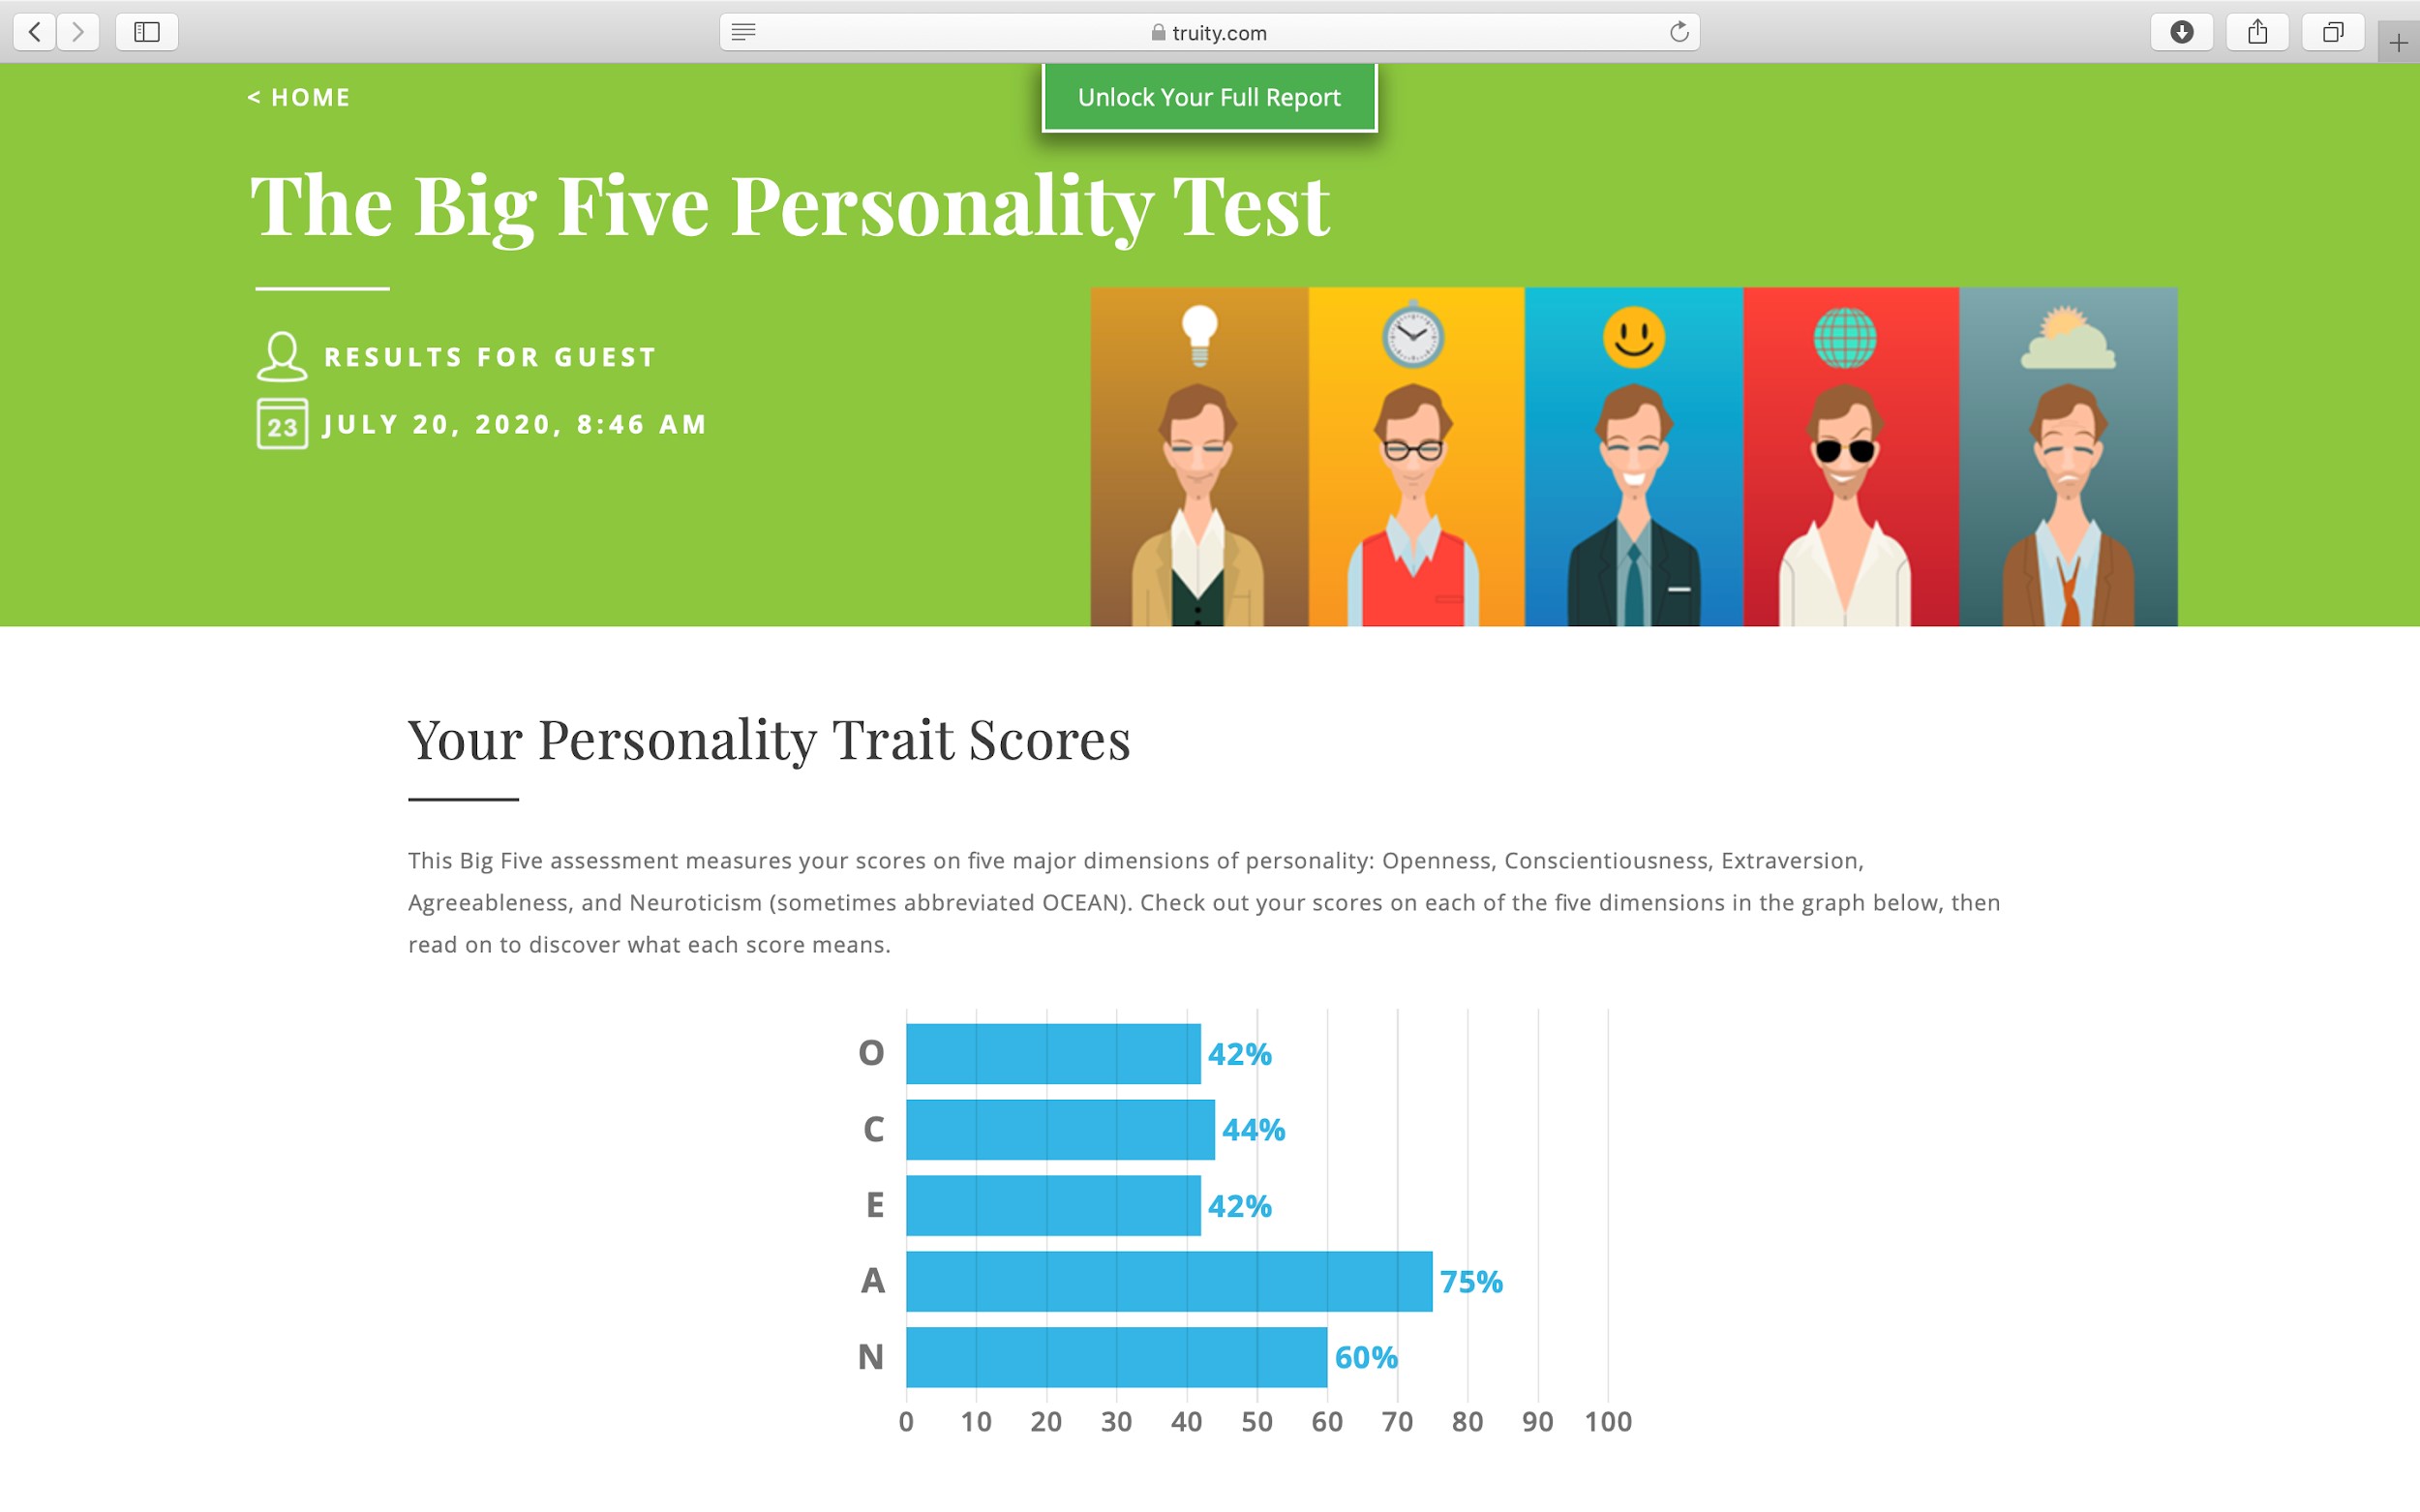 truity.com
< HOME
Unlock Your Full Report
The Big Five Personality Test
RESULTS FOR GUEST
23 JULY 20, 2020, 8:46 AM
Your Personality Trait Scores
This Big Five assessment measures your scores on five major dimensions of personality: Openness, Conscientiousness, Extraversion,
Agreeableness, and Neuroticism (sometimes abbreviated OCEAN). Check out your scores on each of the five dimensions in the graph below, then
read on to discover what each score means.
O 42%
C 44%
E 42%
A 75%
N 60%
0 10 20 30 40 50 60 70 80 90 100